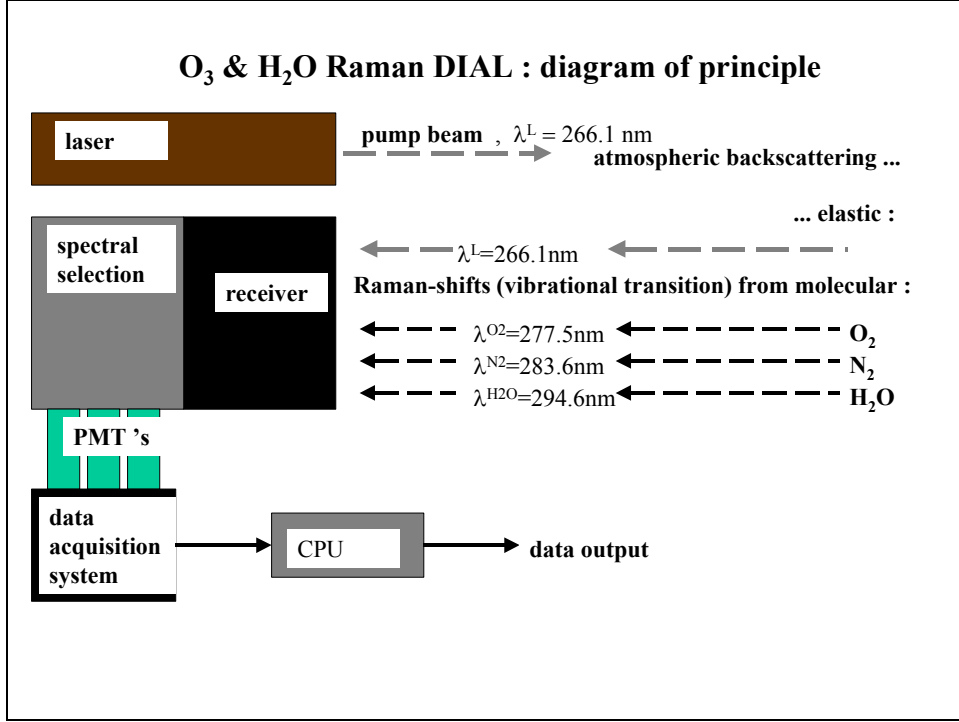 O₃ & H₂O Raman DIAL : diagram of principle
laser
pump beam , λᴸ = 266.1 nm
atmospheric backscattering ...
... elastic :
spectral
selection
receiver
λᴸ=266.1nm
Raman-shifts (vibrational transition) from molecular :
λᴼ²=277.5nm O₂
λᴺ²=283.6nm N₂
λᴴ²ᴼ=294.6nm H₂O
PMT 's
data
acquisition
system
CPU
data output